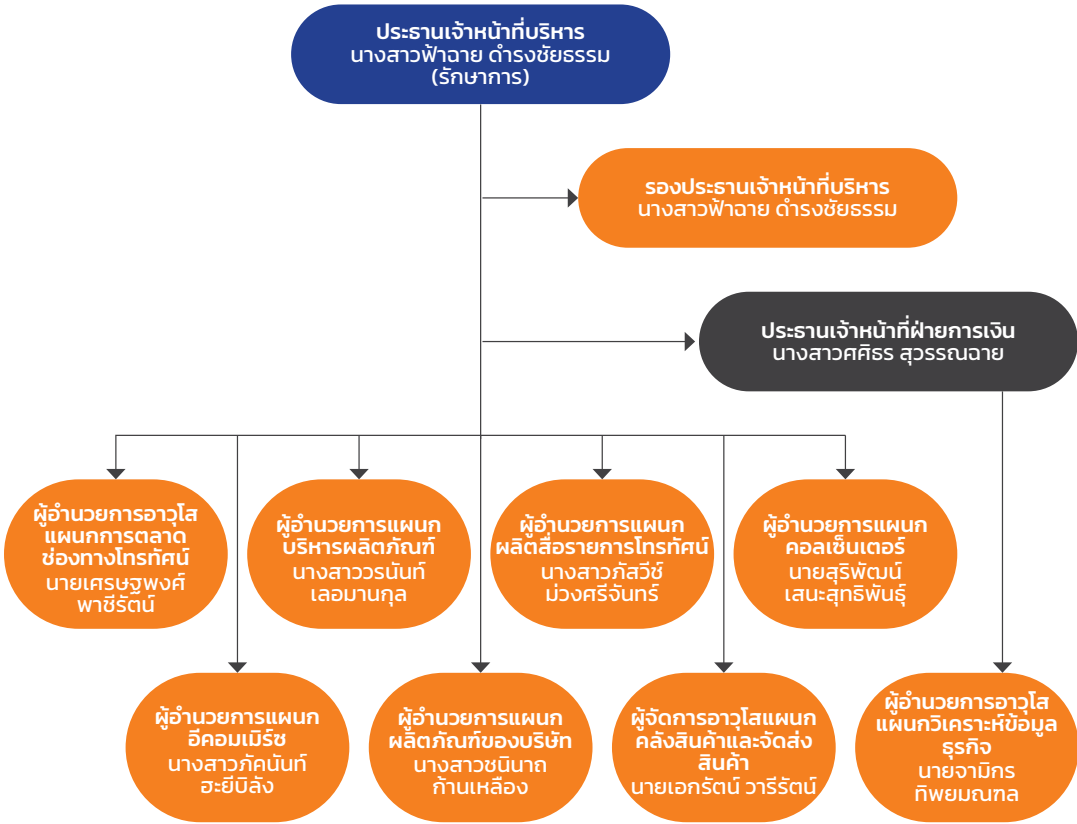 ประธานเจ้าหน้าที่บริหาร
นางสาวฟ้าฉาย ดำรงชัยธรรม
(รักษาการ)
รองประธานเจ้าหน้าที่บริหาร
นางสาวฟ้าฉาย ดำรงชัยธรรม
ประธานเจ้าหน้าที่ฝ่ายการเงิน
นางสาวศศิธร สุวรรณฉาย
ผู้อำนวยการอาวุโส
แผนกการตลาด
ช่องทางโทรทัศน์
นายเศรษฐพงศ์
พาชีรัตน์
ผู้อำนวยการแผนก
บริหารผลิตภัณฑ์
นางสาววรนันท์
เลอมานกุล
ผู้อำนวยการแผนก
ผลิตสื่อรายการโทรทัศน์
นางสาวภัสวีช์
ม่วงศรีจันทร์
ผู้อำนวยการแผนก
คอลเซ็นเตอร์
นายสุริพัฒน์
เสนะสุทธิพันธุ์
ผู้อำนวยการแผนก
อีคอมเมิร์ซ
นางสาวภัคนันท์
ฮะยีบิลัง
ผู้อำนวยการแผนก
ผลิตภัณฑ์ของบริษัท
นางสาวชนินาถ
ก้านเหลือง
ผู้จัดการอาวุโสแผนก
คลังสินค้าและจัดส่ง
สินค้า
นายเอกรัตน์ วารีรัตน์
ผู้อำนวยการอาวุโส
แผนกวิเคราะห์ข้อมูล
ธุรกิจ
นายจามิกร
ทิพยมณฑล